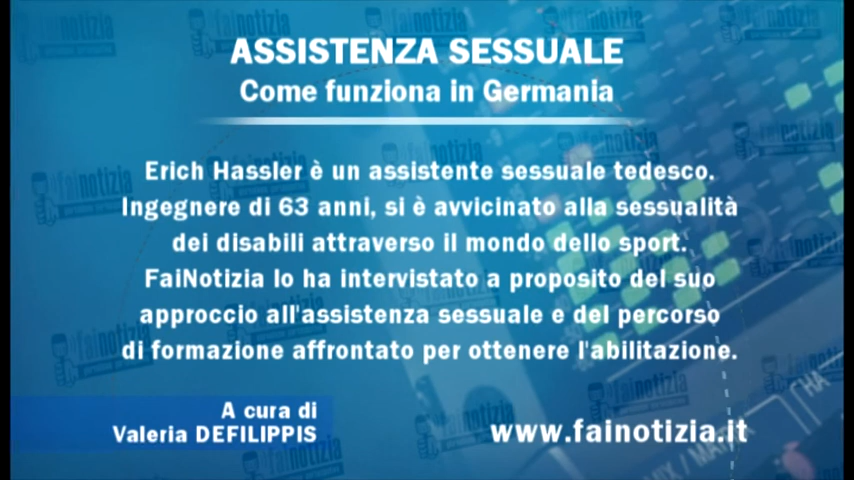 ASSISTENZA SESSUALE
Come funziona in Germania
Erich Hassler è un assistente sessuale tedesco.
Ingegnere di 63 anni, si è avvicinato alla sessualità
dei disabili attraverso il mondo dello sport.
FaiNotizia lo ha intervistato a proposito del suo
approccio all'assistenza sessuale e del percorso
di formazione affrontato per ottenere l'abilitazione.
A cura di
Valeria DEFILIPPIS
www.fainotizia.it